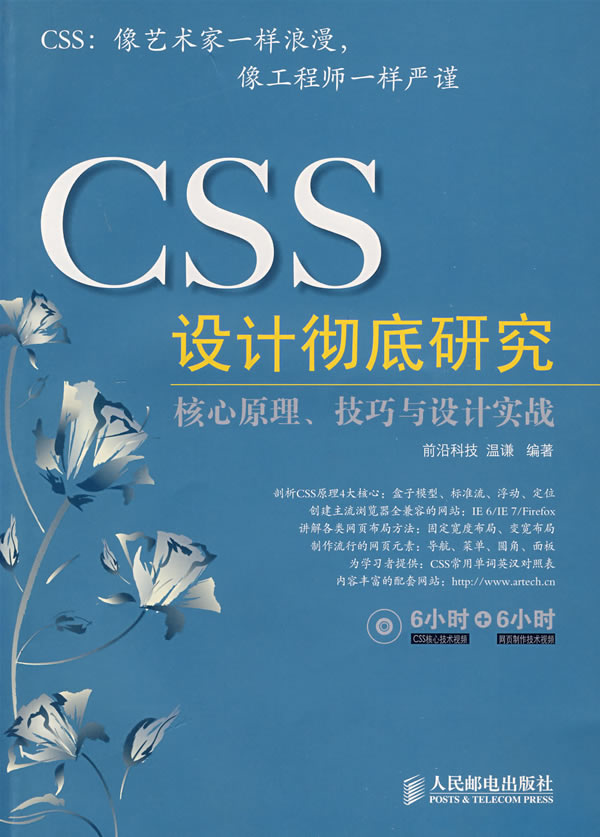 CSS：像艺术家一样浪漫，
像工程师一样严谨
CSS
设计彻底研究
核心原理、技巧与设计实战
前沿科技 温谦 编著
剖析CSS原理4大核心：盒子模型、标准流、浮动、定位
创建主流浏览器全兼容的网站：IE 6/IE 7/Firefox
讲解各类网页布局方法：固定宽度布局、变宽布局
制作流行的网页元素：导航、菜单、圆角、面板
为学习者提供：CSS常用单词英汉对照表
内容丰富的配套网站：http://www.artech.cn
6小时+6小时
CSS核心技术视频 网页制作技术视频
人民邮电出版社
POSTS & TELECOM PRESS